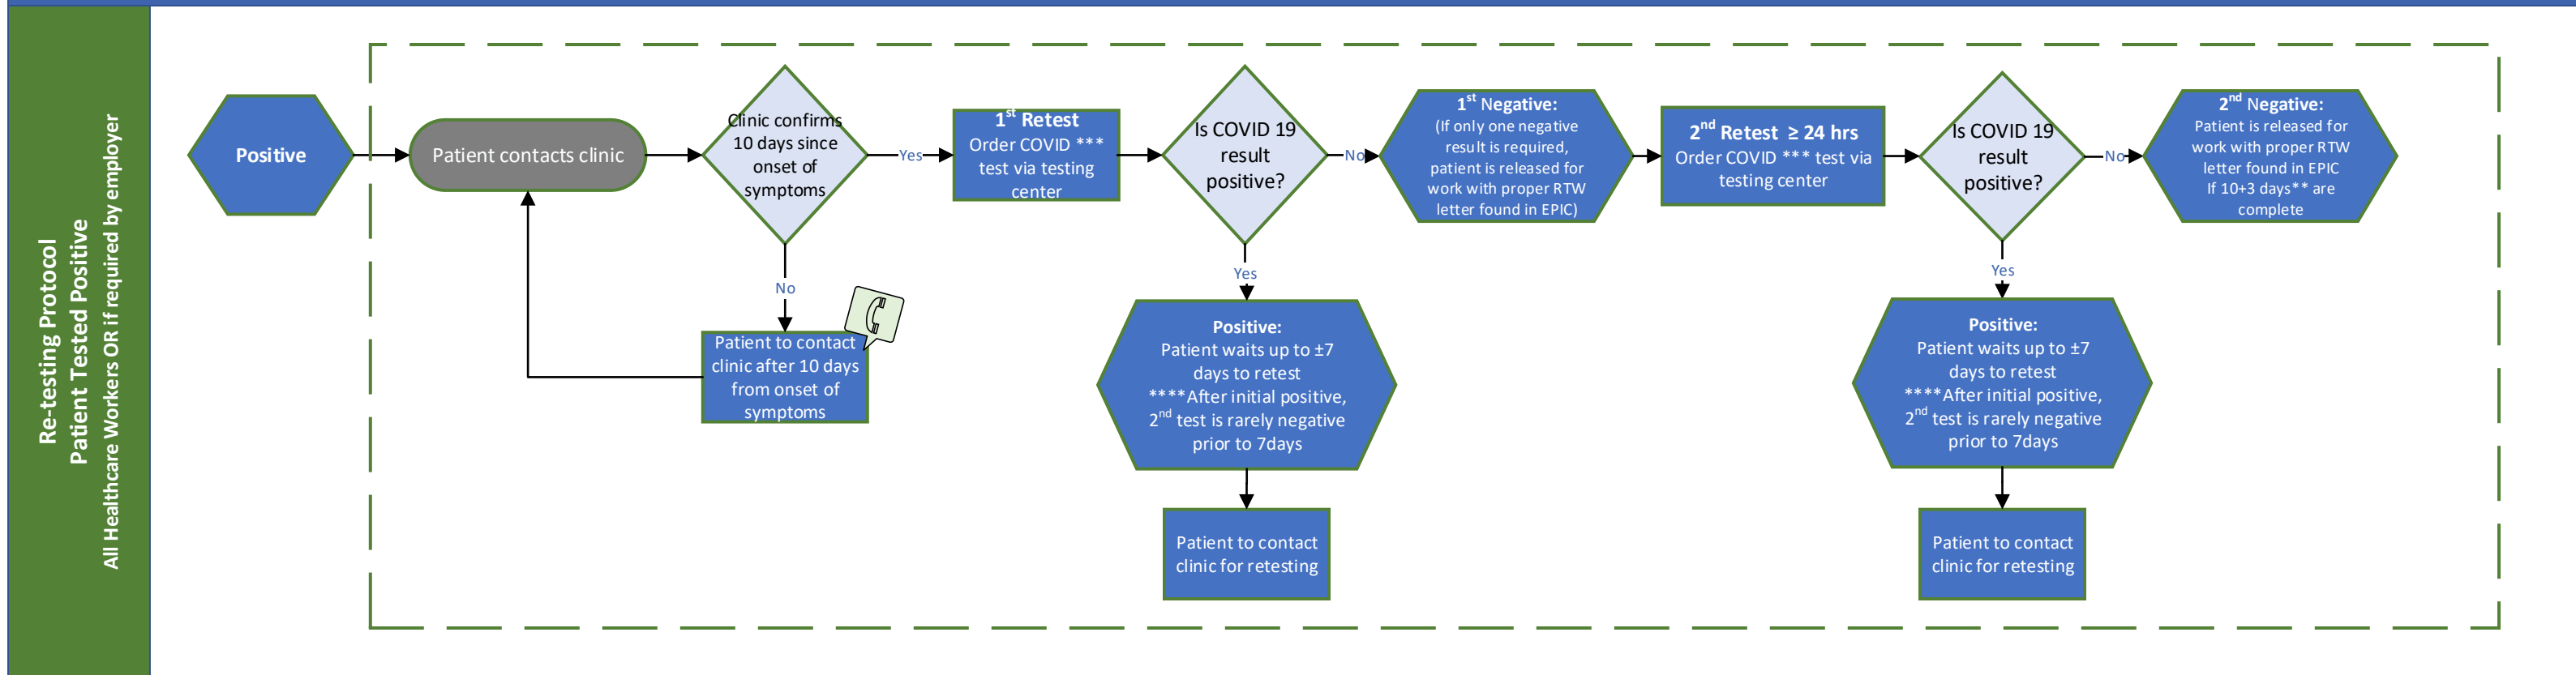 Re-testing Protocol
Patient Tested Positive
All Healthcare Workers OR if required by employer
Positive
Patient contacts clinic
Clinic confirms
10 days since
onset of
symptoms
Yes
No
Patient to contact
clinic after 10 days
from onset of
symptoms
1st Retest
Order COVID ***
test via testing
center
Is COVID 19
result
positive?
No
Yes
Positive:
Patient waits up to ±7
days to retest
****After initial positive,
2nd test is rarely negative
prior to 7days
Patient to contact
clinic for retesting
1st Negative:
(If only one negative
result is required,
patient is released for
work with proper RTW
letter found in EPIC)
2nd Retest ≥ 24 hrs
Order COVID *** test via
testing center
Is COVID 19
result
positive?
No
Yes
Positive:
Patient waits up to ±7
days to retest
****After initial positive,
2nd test is rarely negative
prior to 7days
Patient to contact
clinic for retesting
2nd Negative:
Patient is released for
work with proper RTW
letter found in EPIC
If 10+3 days** are
complete